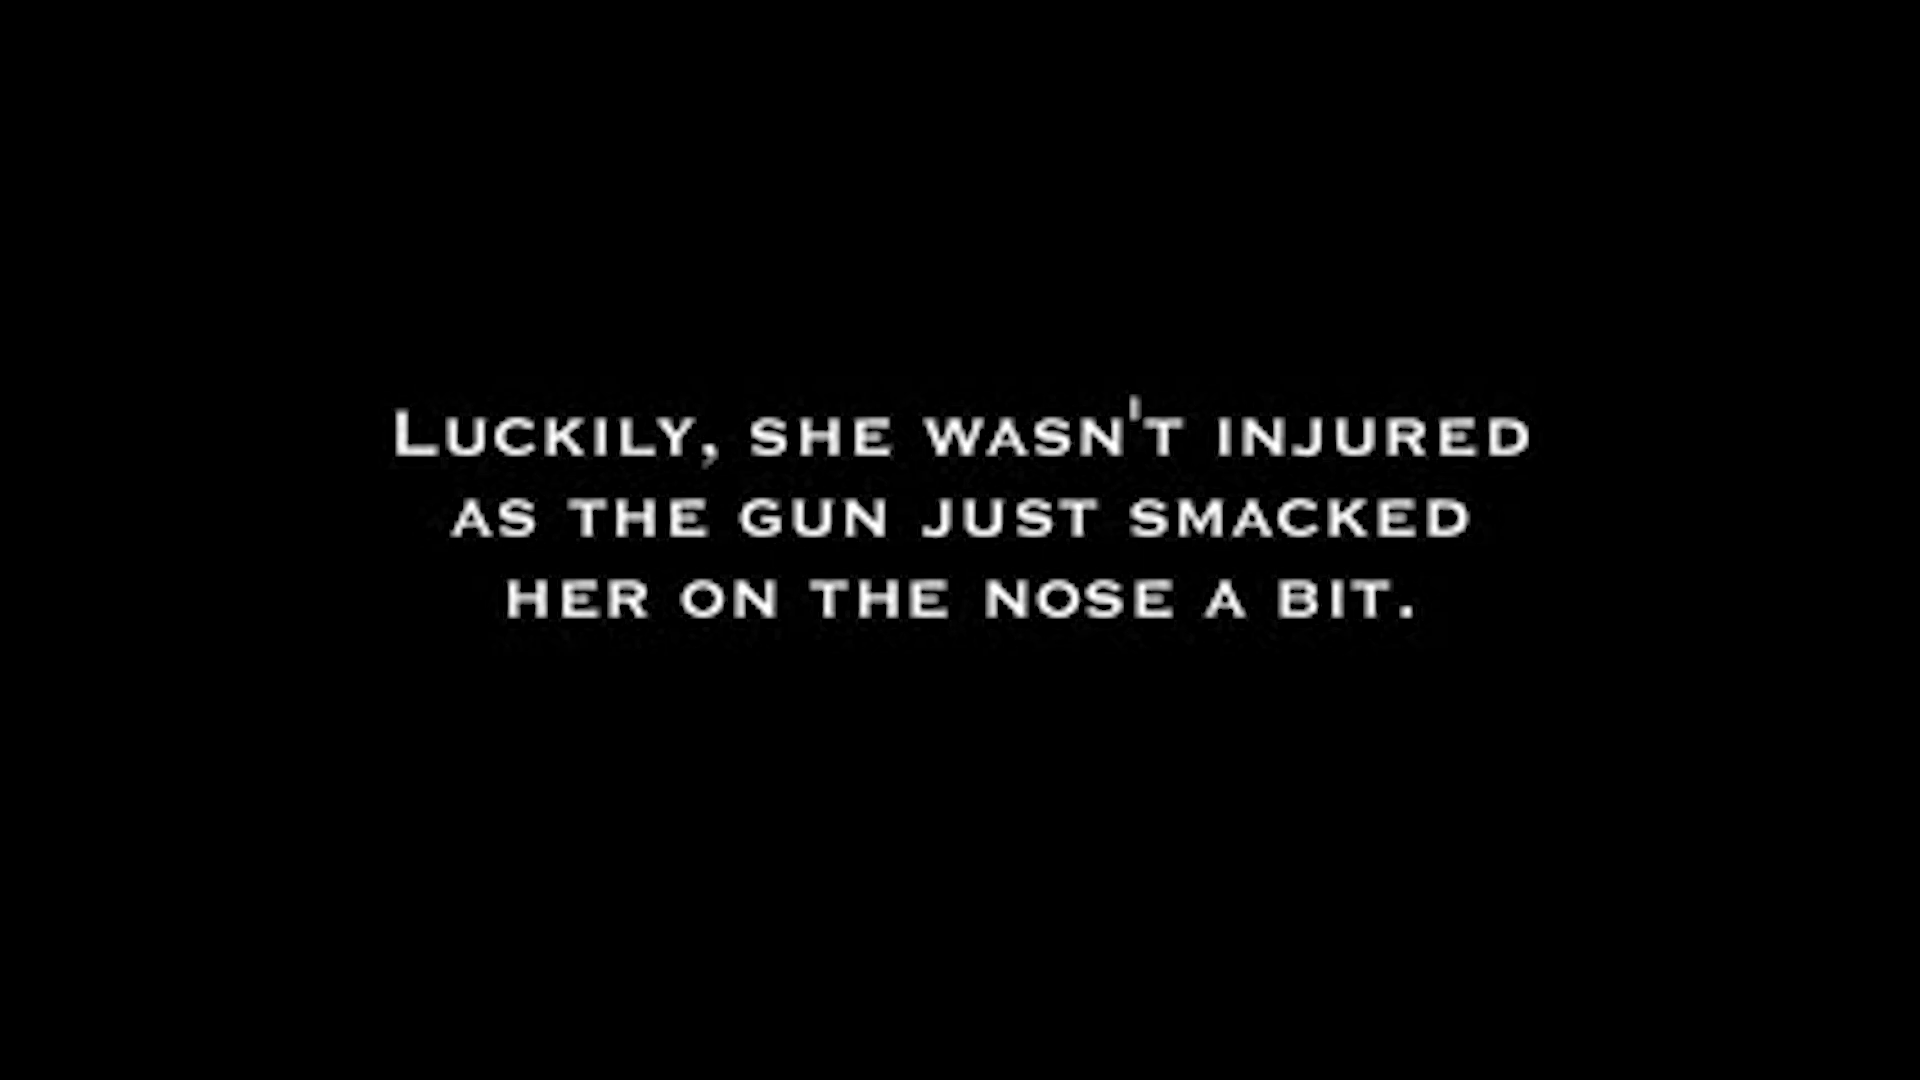 Luckily, she wasn't injured
as the gun just smacked
her on the nose a bit.